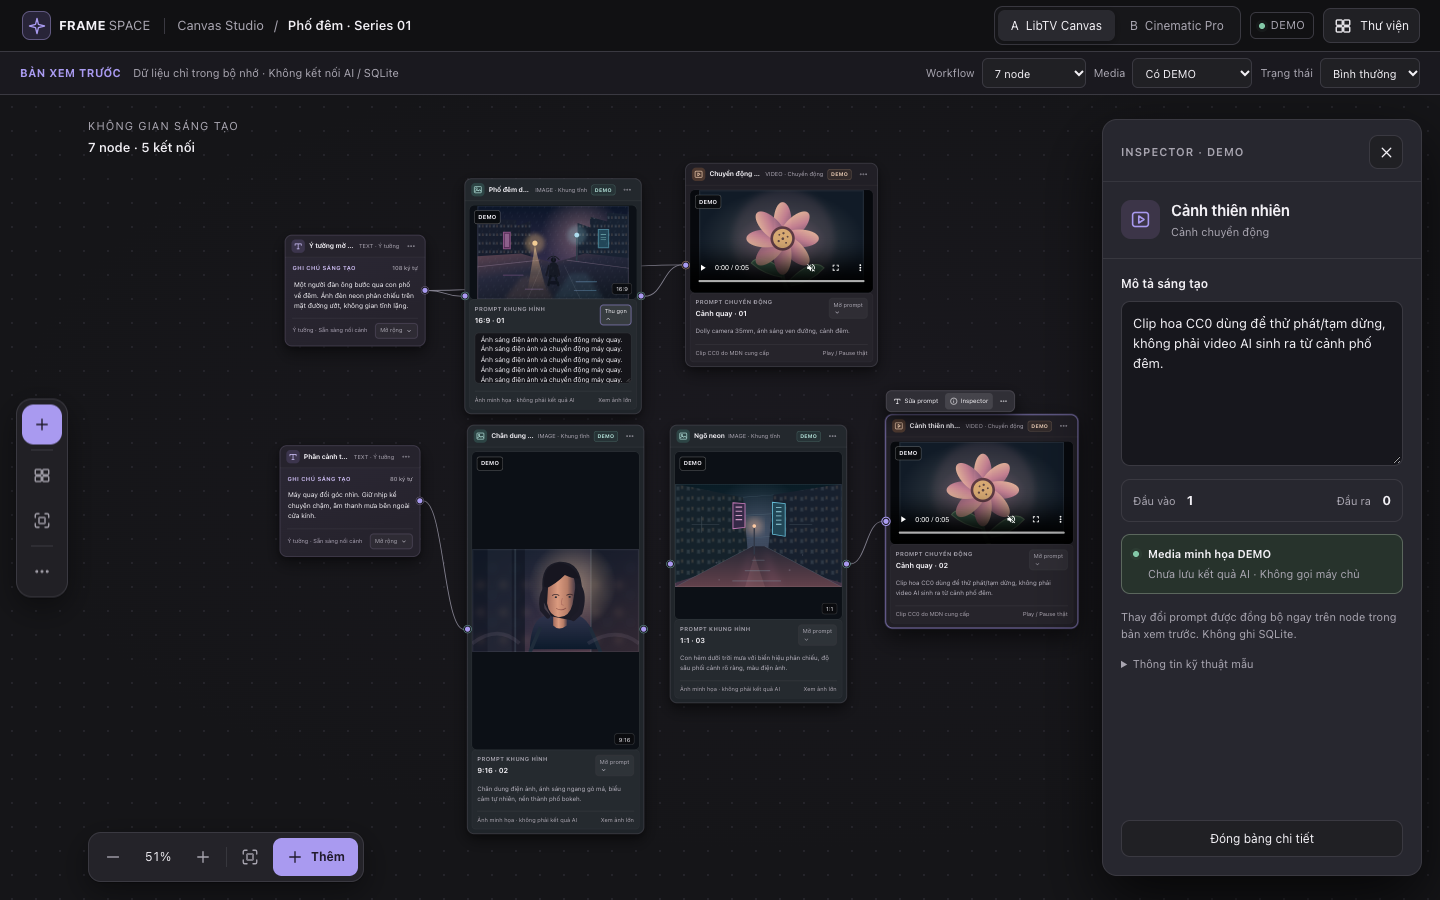 FRAME SPACE
Canvas Studio / Phố đêm · Series 01
A LibTV Canvas
B Cinematic Pro
DEMO
Thư viện
BẢN XEM TRƯỚC
Dữ liệu chỉ trong bộ nhớ · Không kết nối AI / SQLite
Workflow
7 node
Media
Có DEMO
Trạng thái
Bình thường
KHÔNG GIAN SÁNG TẠO
7 node · 5 kết nối
Ý tưởng mở ...
TEXT · Ý tưởng
GHI CHÚ SÁNG TẠO
108 ký tự
Một người đàn ông bước qua con phố
về đêm. Ánh đèn neon phản chiếu trên
mặt đường ướt, không gian tĩnh lặng.
Ý tưởng · Sẵn sàng nối cảnh
Mở rộng
Phố đêm d...
IMAGE · Khung tĩnh
DEMO
DEMO
16:9
PROMPT KHUNG HÌNH
16:9 · 01
Thu gọn
Ánh sáng điện ảnh và chuyển động máy quay.
Ánh sáng điện ảnh và chuyển động máy quay.
Ánh sáng điện ảnh và chuyển động máy quay.
Ánh sáng điện ảnh và chuyển động máy quay.
Ánh sáng điện ảnh và chuyển động máy quay.
Ảnh minh họa · không phải kết quả AI
Xem ảnh lớn
Chuyển động ...
VIDEO · Chuyển động
DEMO
DEMO
0:00 / 0:05
PROMPT CHUYỂN ĐỘNG
Cảnh quay · 01
Mở prompt
Dolly camera 35mm, ánh sáng ven đường, cảnh đêm.
Clip CC0 do MDN cung cấp
Play / Pause thật
Phân cảnh t...
TEXT · Ý tưởng
GHI CHÚ SÁNG TẠO
80 ký tự
Máy quay đổi góc nhìn. Giữ nhịp kể
chuyện chậm, âm thanh mưa bên ngoài
cửa kính.
Ý tưởng · Sẵn sàng nối cảnh
Mở rộng
Chân dung ...
IMAGE · Khung tĩnh
DEMO
DEMO
9:16
PROMPT KHUNG HÌNH
9:16 · 02
Mở prompt
Chân dung điện ảnh, ánh sáng ngang gò má, biểu
cảm tự nhiên, nền thành phố bokeh.
Ảnh minh họa · không phải kết quả AI
Xem ảnh lớn
Ngõ neon
IMAGE · Khung tĩnh
DEMO
DEMO
1:1
PROMPT KHUNG HÌNH
1:1 · 03
Mở prompt
Con hẻm dưới trời mưa với biển hiệu phản chiếu, độ
sâu phối cảnh rõ ràng, màu điện ảnh.
Ảnh minh họa · không phải kết quả AI
Xem ảnh lớn
Sửa prompt
Inspector
Cảnh thiên nh...
VIDEO · Chuyển động
DEMO
DEMO
0:00 / 0:05
PROMPT CHUYỂN ĐỘNG
Cảnh quay · 02
Mở prompt
Clip hoa CC0 dùng để thử phát/tạm dừng, không phải
video AI sinh ra từ cảnh phố đêm.
Clip CC0 do MDN cung cấp
Play / Pause thật
51%
Thêm
INSPECTOR · DEMO
Cảnh thiên nhiên
Cảnh chuyển động
Mô tả sáng tạo
Clip hoa CC0 dùng để thử phát/tạm dừng,
không phải video AI sinh ra từ cảnh phố
đêm.
Đầu vào 1
Đầu ra 0
Media minh họa DEMO
Chưa lưu kết quả AI · Không gọi máy chủ
Thay đổi prompt được đồng bộ ngay trên node trong
bản xem trước. Không ghi SQLite.
Thông tin kỹ thuật mẫu
Đóng bảng chi tiết